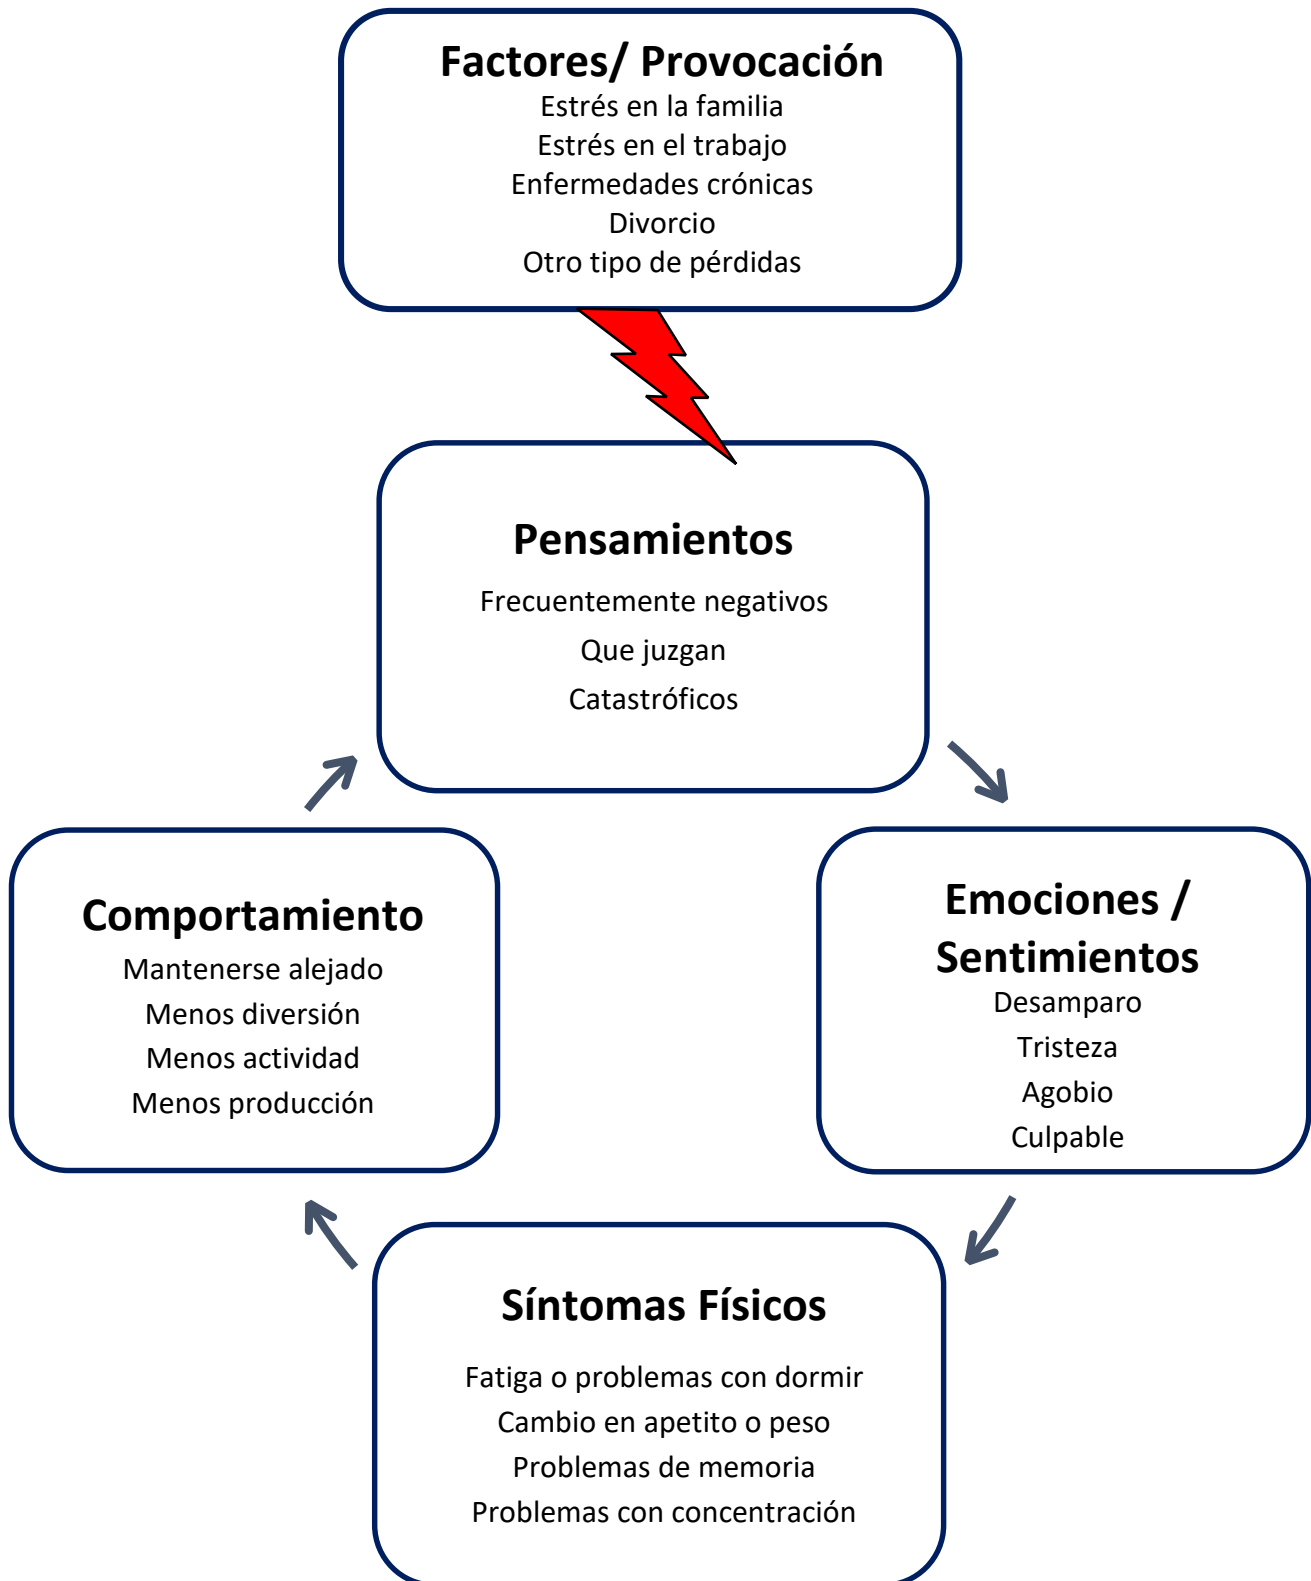 Factores/ Provocación
Estrés en la familia
Estrés en el trabajo
Enfermedades crónicas
Divorcio
Otro tipo de pérdidas
Pensamientos
Frecuentemente negativos
Que juzgan
Catastróficos
Emociones /
Sentimientos
Desamparo
Tristeza
Agobio
Culpable
Síntomas Físicos
Fatiga o problemas con dormir
Cambio en apetito o peso
Problemas de memoria
Problemas con concentración
Comportamiento
Mantenerse alejado
Menos diversión
Menos actividad
Menos producción